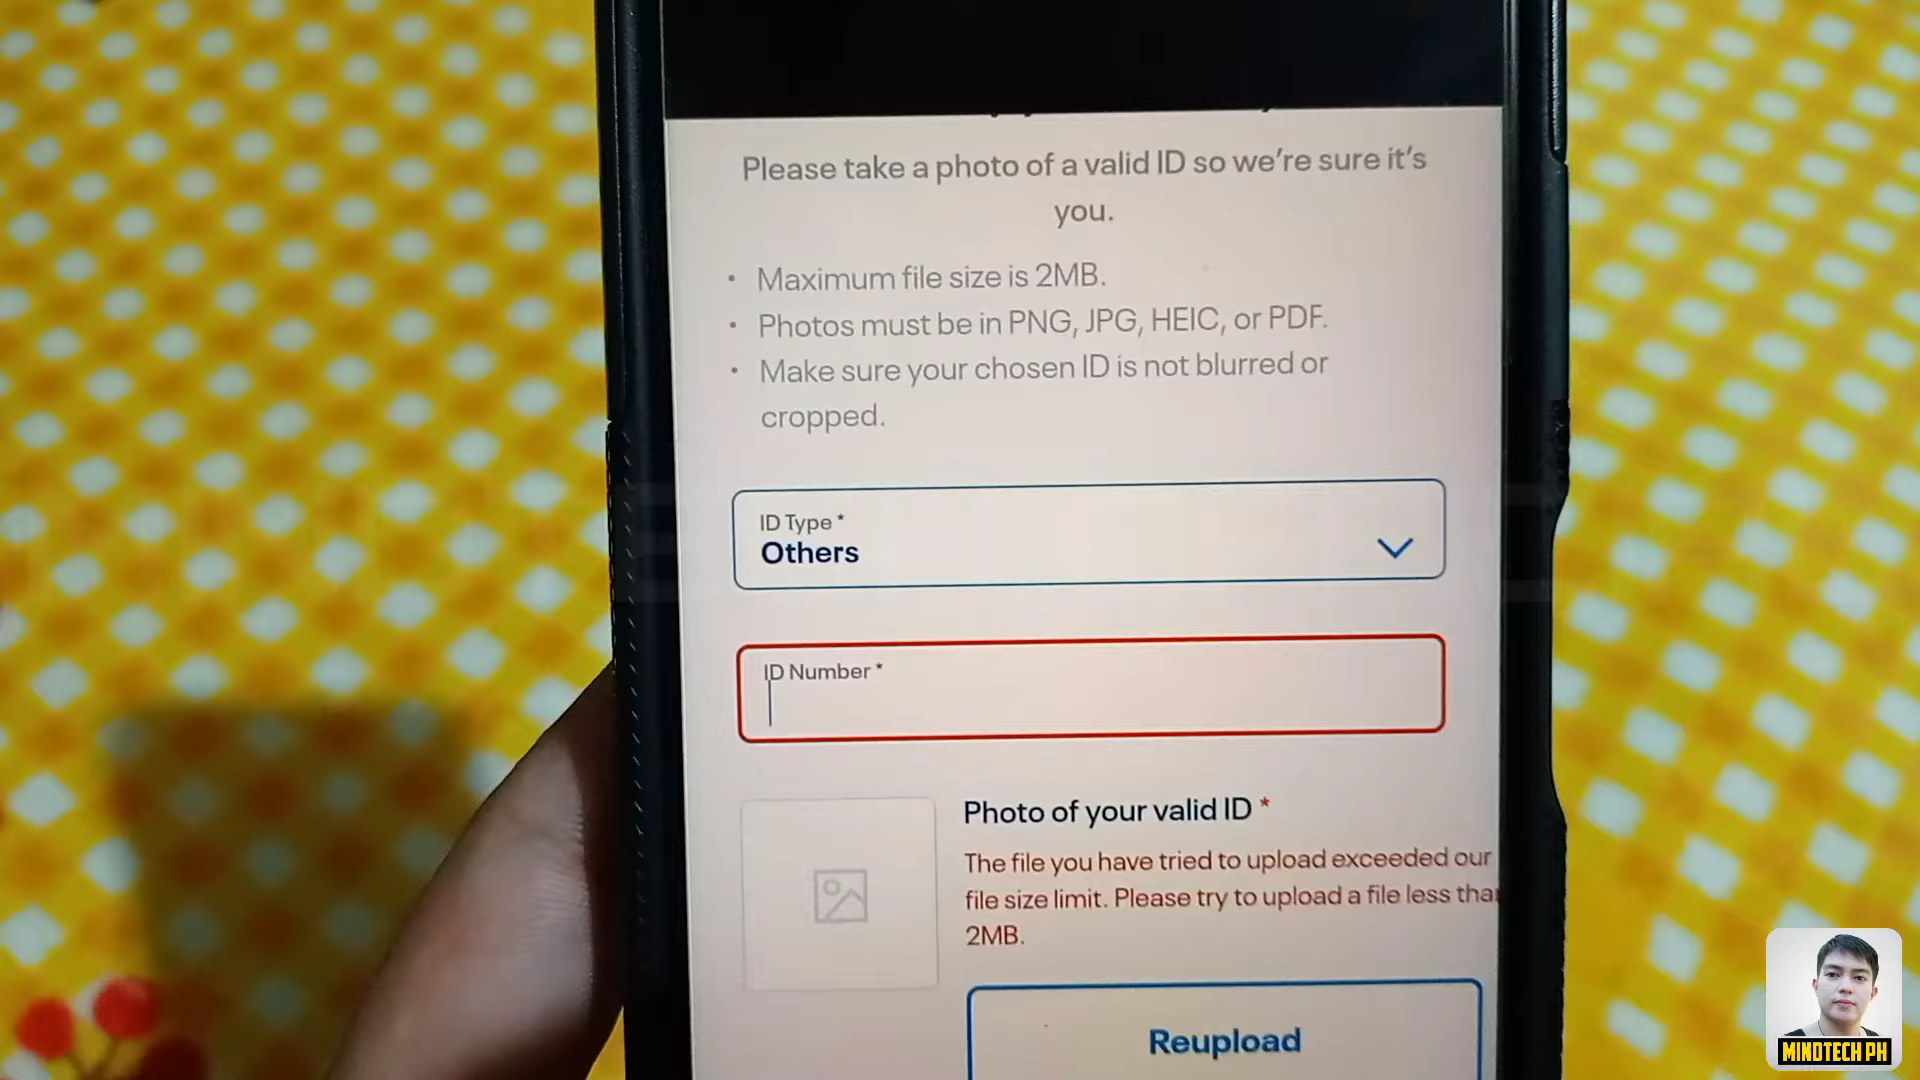 Please take a photo of a valid ID so we're sure it's
you.
• Maximum file size is 2MB.
• Photos must be in PNG, JPG, HEIC, or PDF.
• Make sure your chosen ID is not blurred or
cropped.
ID Type *
Others
ID Number *
Photo of your valid ID *
The file you have tried to upload exceeded our
file size limit. Please try to upload a file less than
2MB.
Reupload
MINDTECH PH